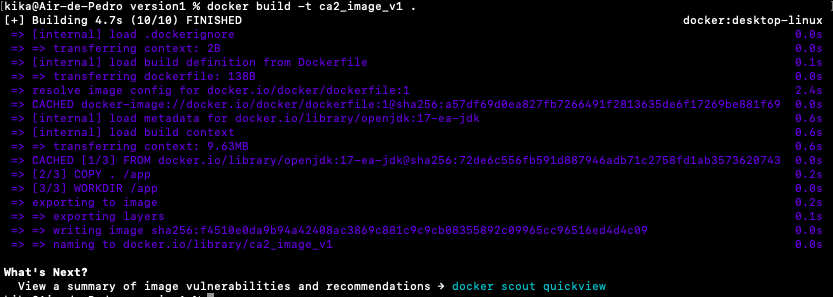 [kika@Air-de-Pedro version1 % docker build -t ca2_image_v1 .
[+] Building 4.7s (10/10) FINISHED docker:desktop-linux
=> [internal] load .dockerignore 0.0s
=> => transferring context: 2B 0.0s
=> [internal] load build definition from Dockerfile 0.1s
=> => transferring dockerfile: 138B 0.0s
=> resolve image config for docker.io/docker/dockerfile:1 2.4s
=> CACHED docker-image://docker.io/docker/dockerfile:1@sha256:a57df69d0ea827fb7266491f2813635de6f17269be881f69 0.0s
=> [internal] load metadata for docker.io/library/openjdk:17-ea-jdk 0.6s
=> [internal] load build context 0.6s
=> => transferring context: 9.63MB 0.6s
=> CACHED [1/3] FROM docker.io/library/openjdk:17-ea-jdk@sha256:72de6c556fb591d887946adb71c2758fd1ab3573620743 0.0s
=> [2/3] COPY . /app 0.2s
=> [3/3] WORKDIR /app 0.0s
=> exporting to image 0.2s
=> => exporting layers 0.1s
=> => writing image sha256:f4510e0da9b94a42408ac3869c881c9c9cb08355892c09965cc96516ed4d4c09 0.0s
=> => naming to docker.io/library/ca2_image_v1 0.0s
What's Next?
View a summary of image vulnerabilities and recommendations → docker scout quickview